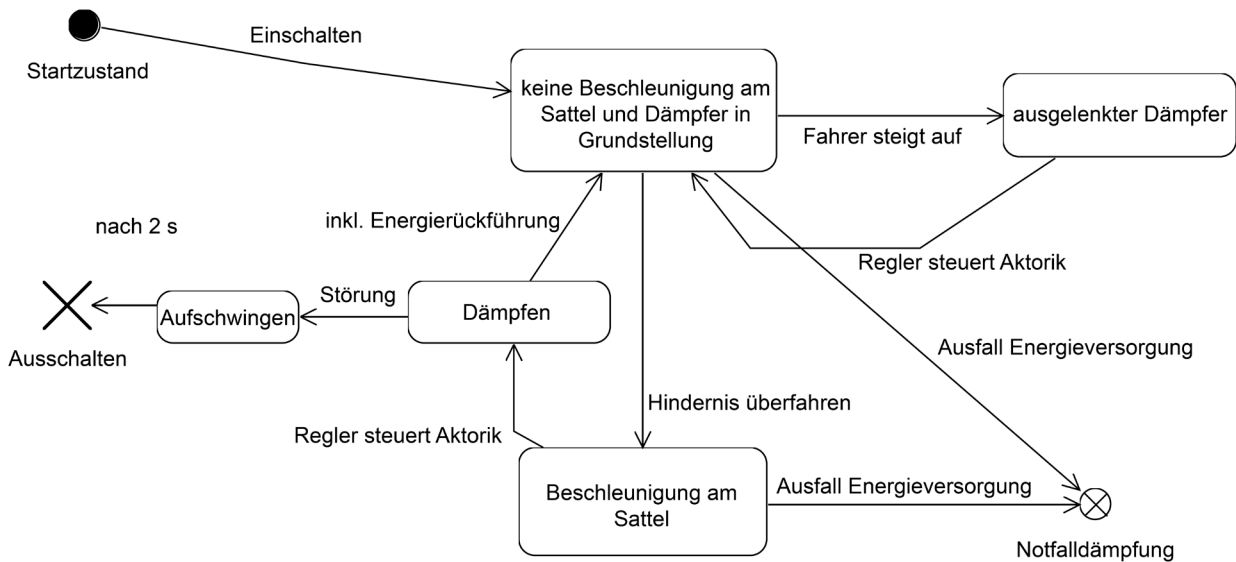 Einschalten
Startzustand
keine Beschleunigung am
Sattel und Dämpfer in
Grundstellung
ausgelenkter Dämpfer
Fahrer steigt auf
inkl. Energierückführung
nach 2 s
Regler steuert Aktorik
Störung
Dämpfen
Aufschwingen
Ausschalten
Ausfall Energieversorgung
Hindernis überfahren
Regler steuert Aktorik
Beschleunigung am
Sattel
Ausfall Energieversorgung
Notfalldämpfung